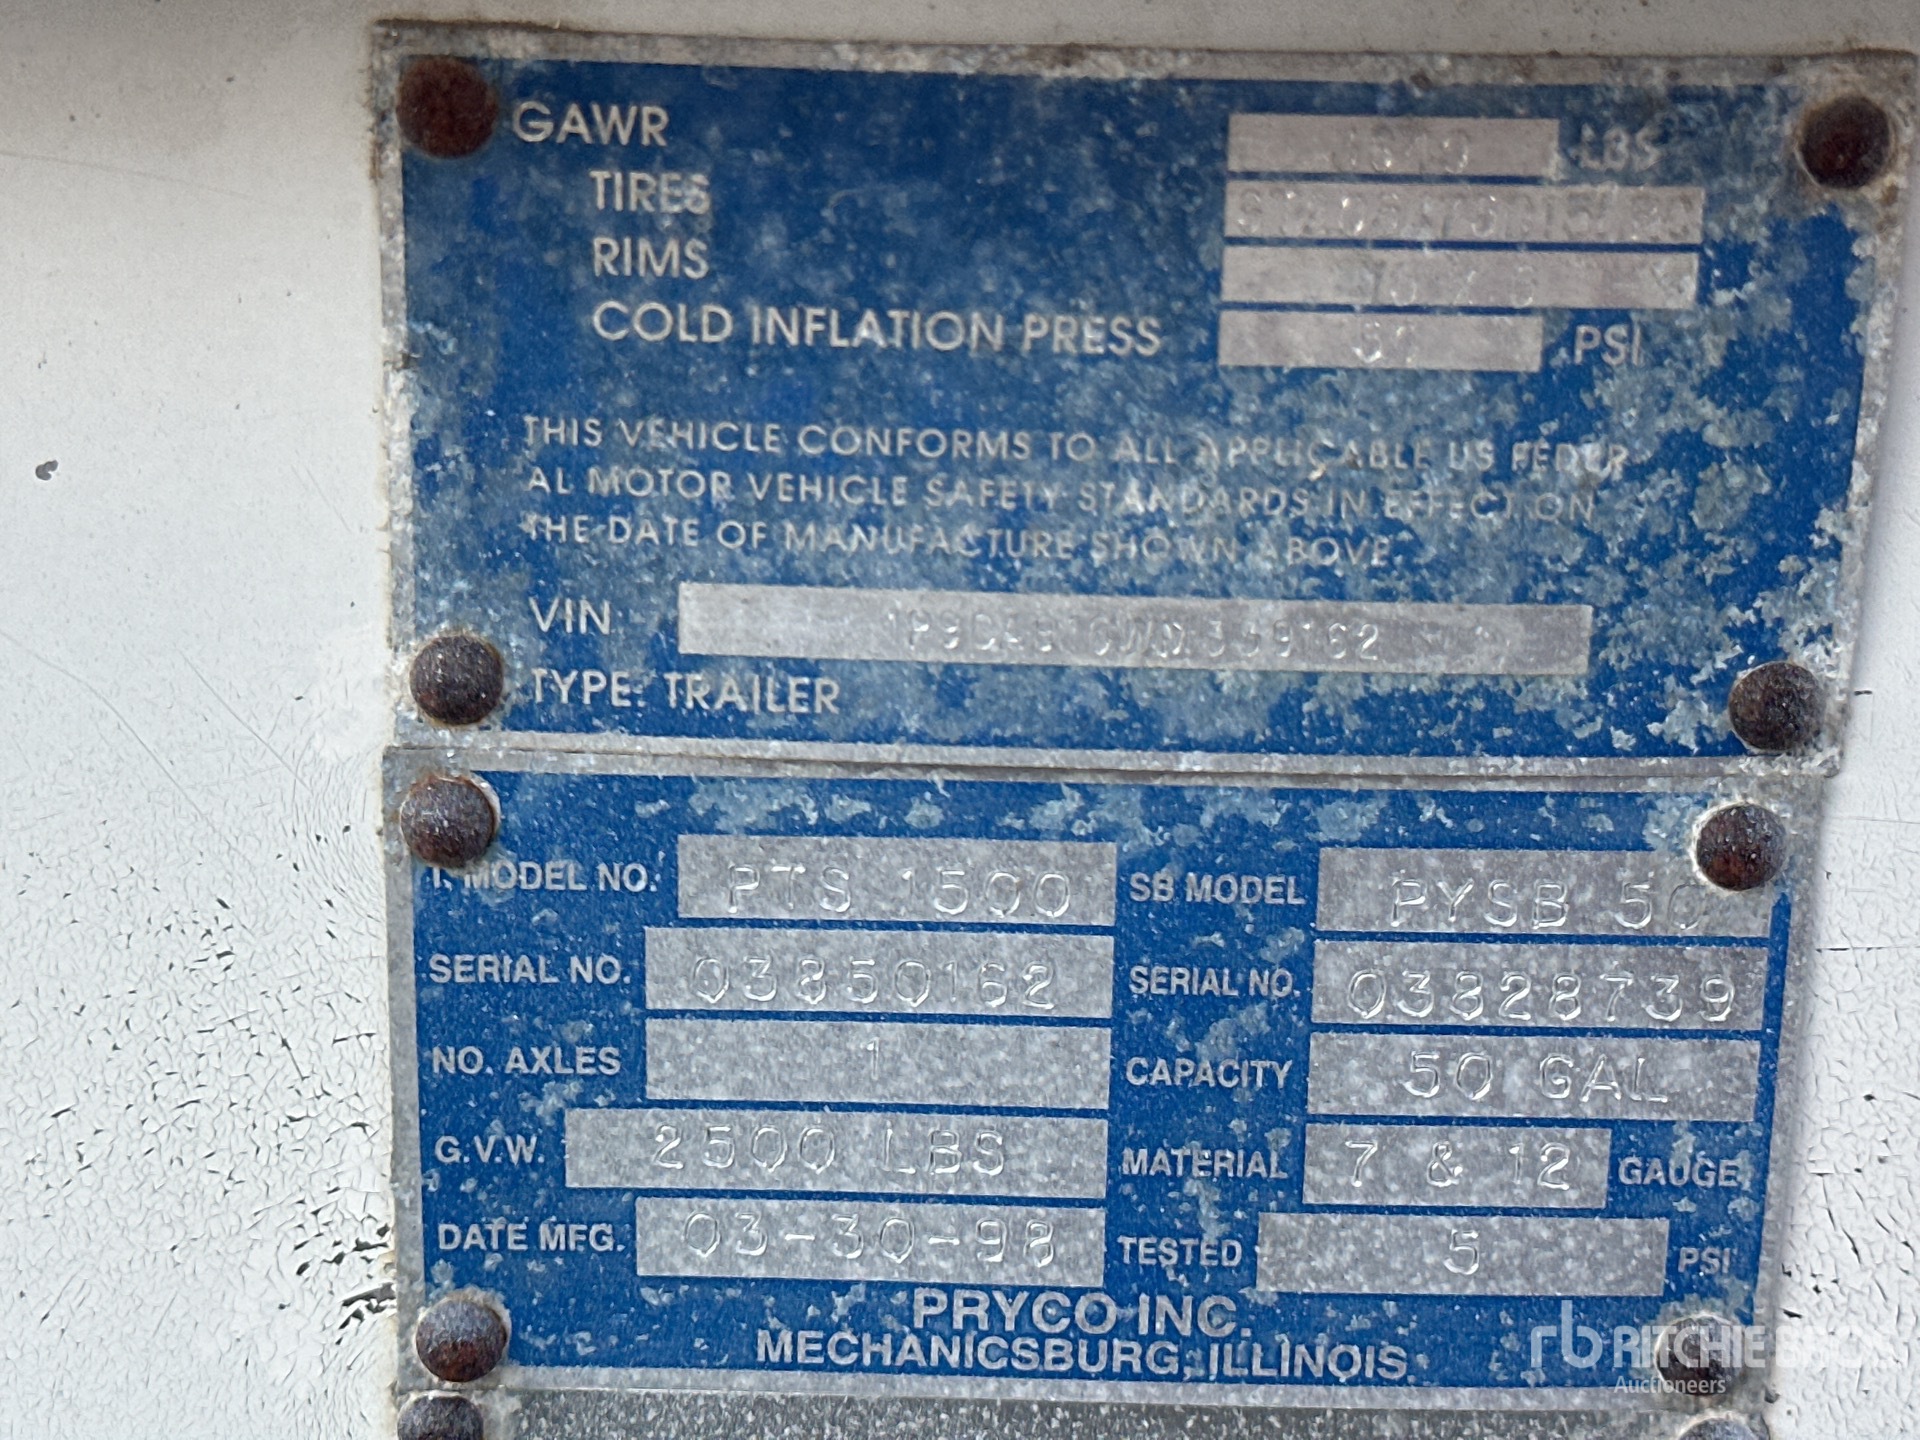 GAWR LBS
TIRES
RIMS
COLD INFLATION PRESS PSI
THIS VEHICLE CONFORMS TO ALL APPLICABLE US FEDER
AL MOTOR VEHICLE SAFETY STANDARDS IN EFFECT ON
THE DATE OF MANUFACTURE SHOWN ABOVE
VIN:
TYPE: TRAILER
T. MODEL NO. PTS 1500 SB MODEL PYSB 50
SERIAL NO. 03850162 SERIAL NO. 03828739
NO. AXLES 1 CAPACITY 50 GAL
G.V.W. 2500 LBS MATERIAL 7 & 12 GAUGE
DATE MFG. 03-30-98 TESTED 5 PSI
PRYCO INC.
MECHANICSBURG, ILLINOIS
rb RITCHIE BROS.
Auctioneers